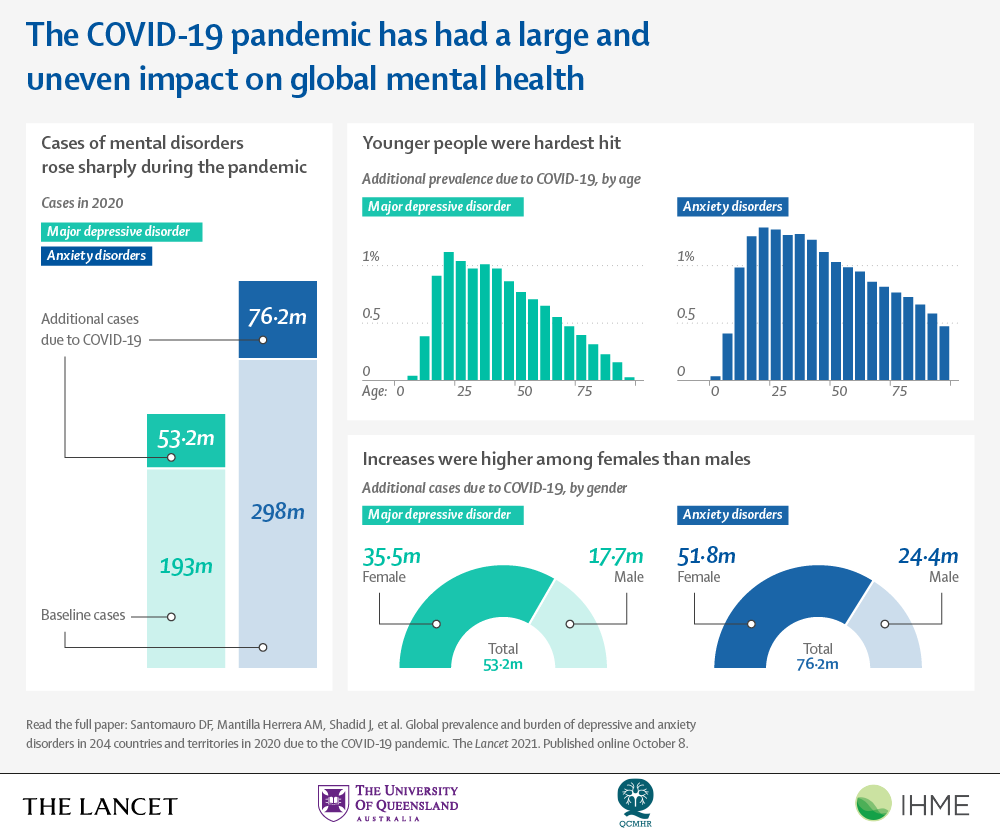 The COVID-19 pandemic has had a large and
uneven impact on global mental health
Cases of mental disorders
rose sharply during the pandemic
Cases in 2020
Major depressive disorder
Anxiety disorders
76·2m
Additional cases
due to COVID-19
53·2m
298m
193m
Baseline cases
Younger people were hardest hit
Additional prevalence due to COVID-19, by age
Major depressive disorder
1%
0.5
0
Age: 0 25 50 75
Anxiety disorders
1%
0.5
0
0 25 50 75
Increases were higher among females than males
Additional cases due to COVID-19, by gender
Major depressive disorder
35·5m
Female
17·7m
Male
Total
53·2m
Anxiety disorders
51·8m
Female
24·4m
Male
Total
76·2m
Read the full paper: Santomauro DF, Mantilla Herrera AM, Shadid J, et al. Global prevalence and burden of depressive and anxiety
disorders in 204 countries and territories in 2020 due to the COVID-19 pandemic. The Lancet 2021. Published online October 8.
THE LANCET
THE UNIVERSITY
OF QUEENSLAND
AUSTRALIA
QCMHR
IHME